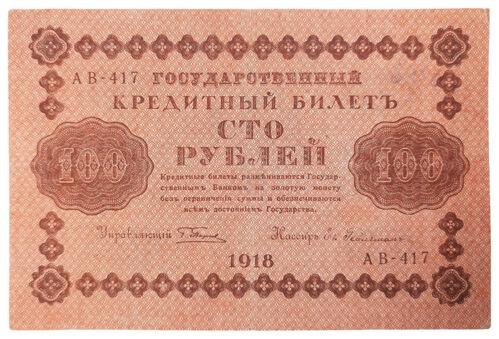 АВ-417 ГОСУДАРСТВЕННЫЙ
КРЕДИТНЫЙ БИЛЕТЪ
СТО
РУБЛЕЙ
100 100
Кредитные билеты размѣниваются Государ-
ственнымъ Банкомъ на золотую монету
безъ ограниченія суммы и обезпечиваются
всѣмъ достояніемъ Государства.
Управляющій Кассиръ
1918 АВ-417